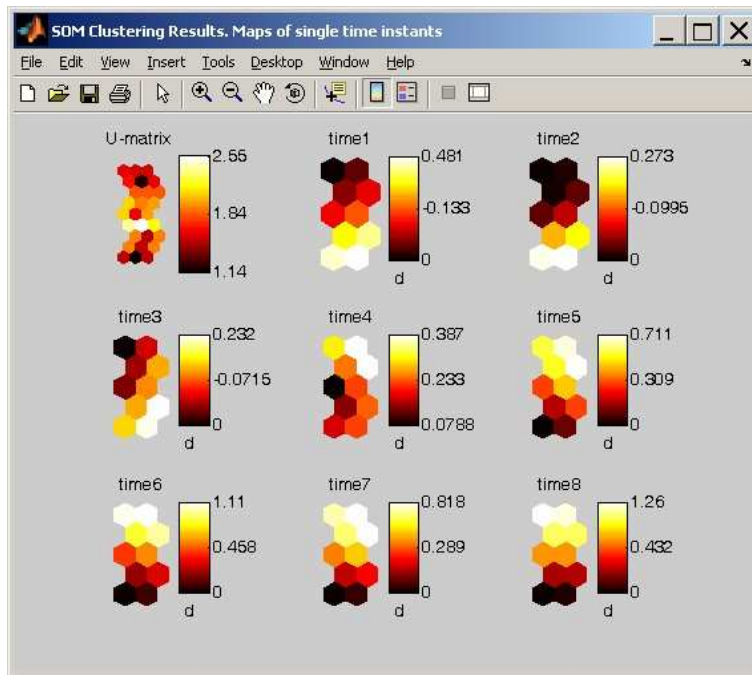 SOM Clustering Results. Maps of single time instants
File Edit View Insert Tools Desktop Window Help
U-matrix
2.55
1.84
1.14
time1
0.481
-0.133
0
d
time2
0.273
-0.0995
0
d
time3
0.232
-0.0715
0
d
time4
0.387
0.233
0.0788
time5
0.711
0.309
0
d
time6
1.11
0.458
0
d
time7
0.818
0.289
0
d
time8
1.26
0.432
0
d